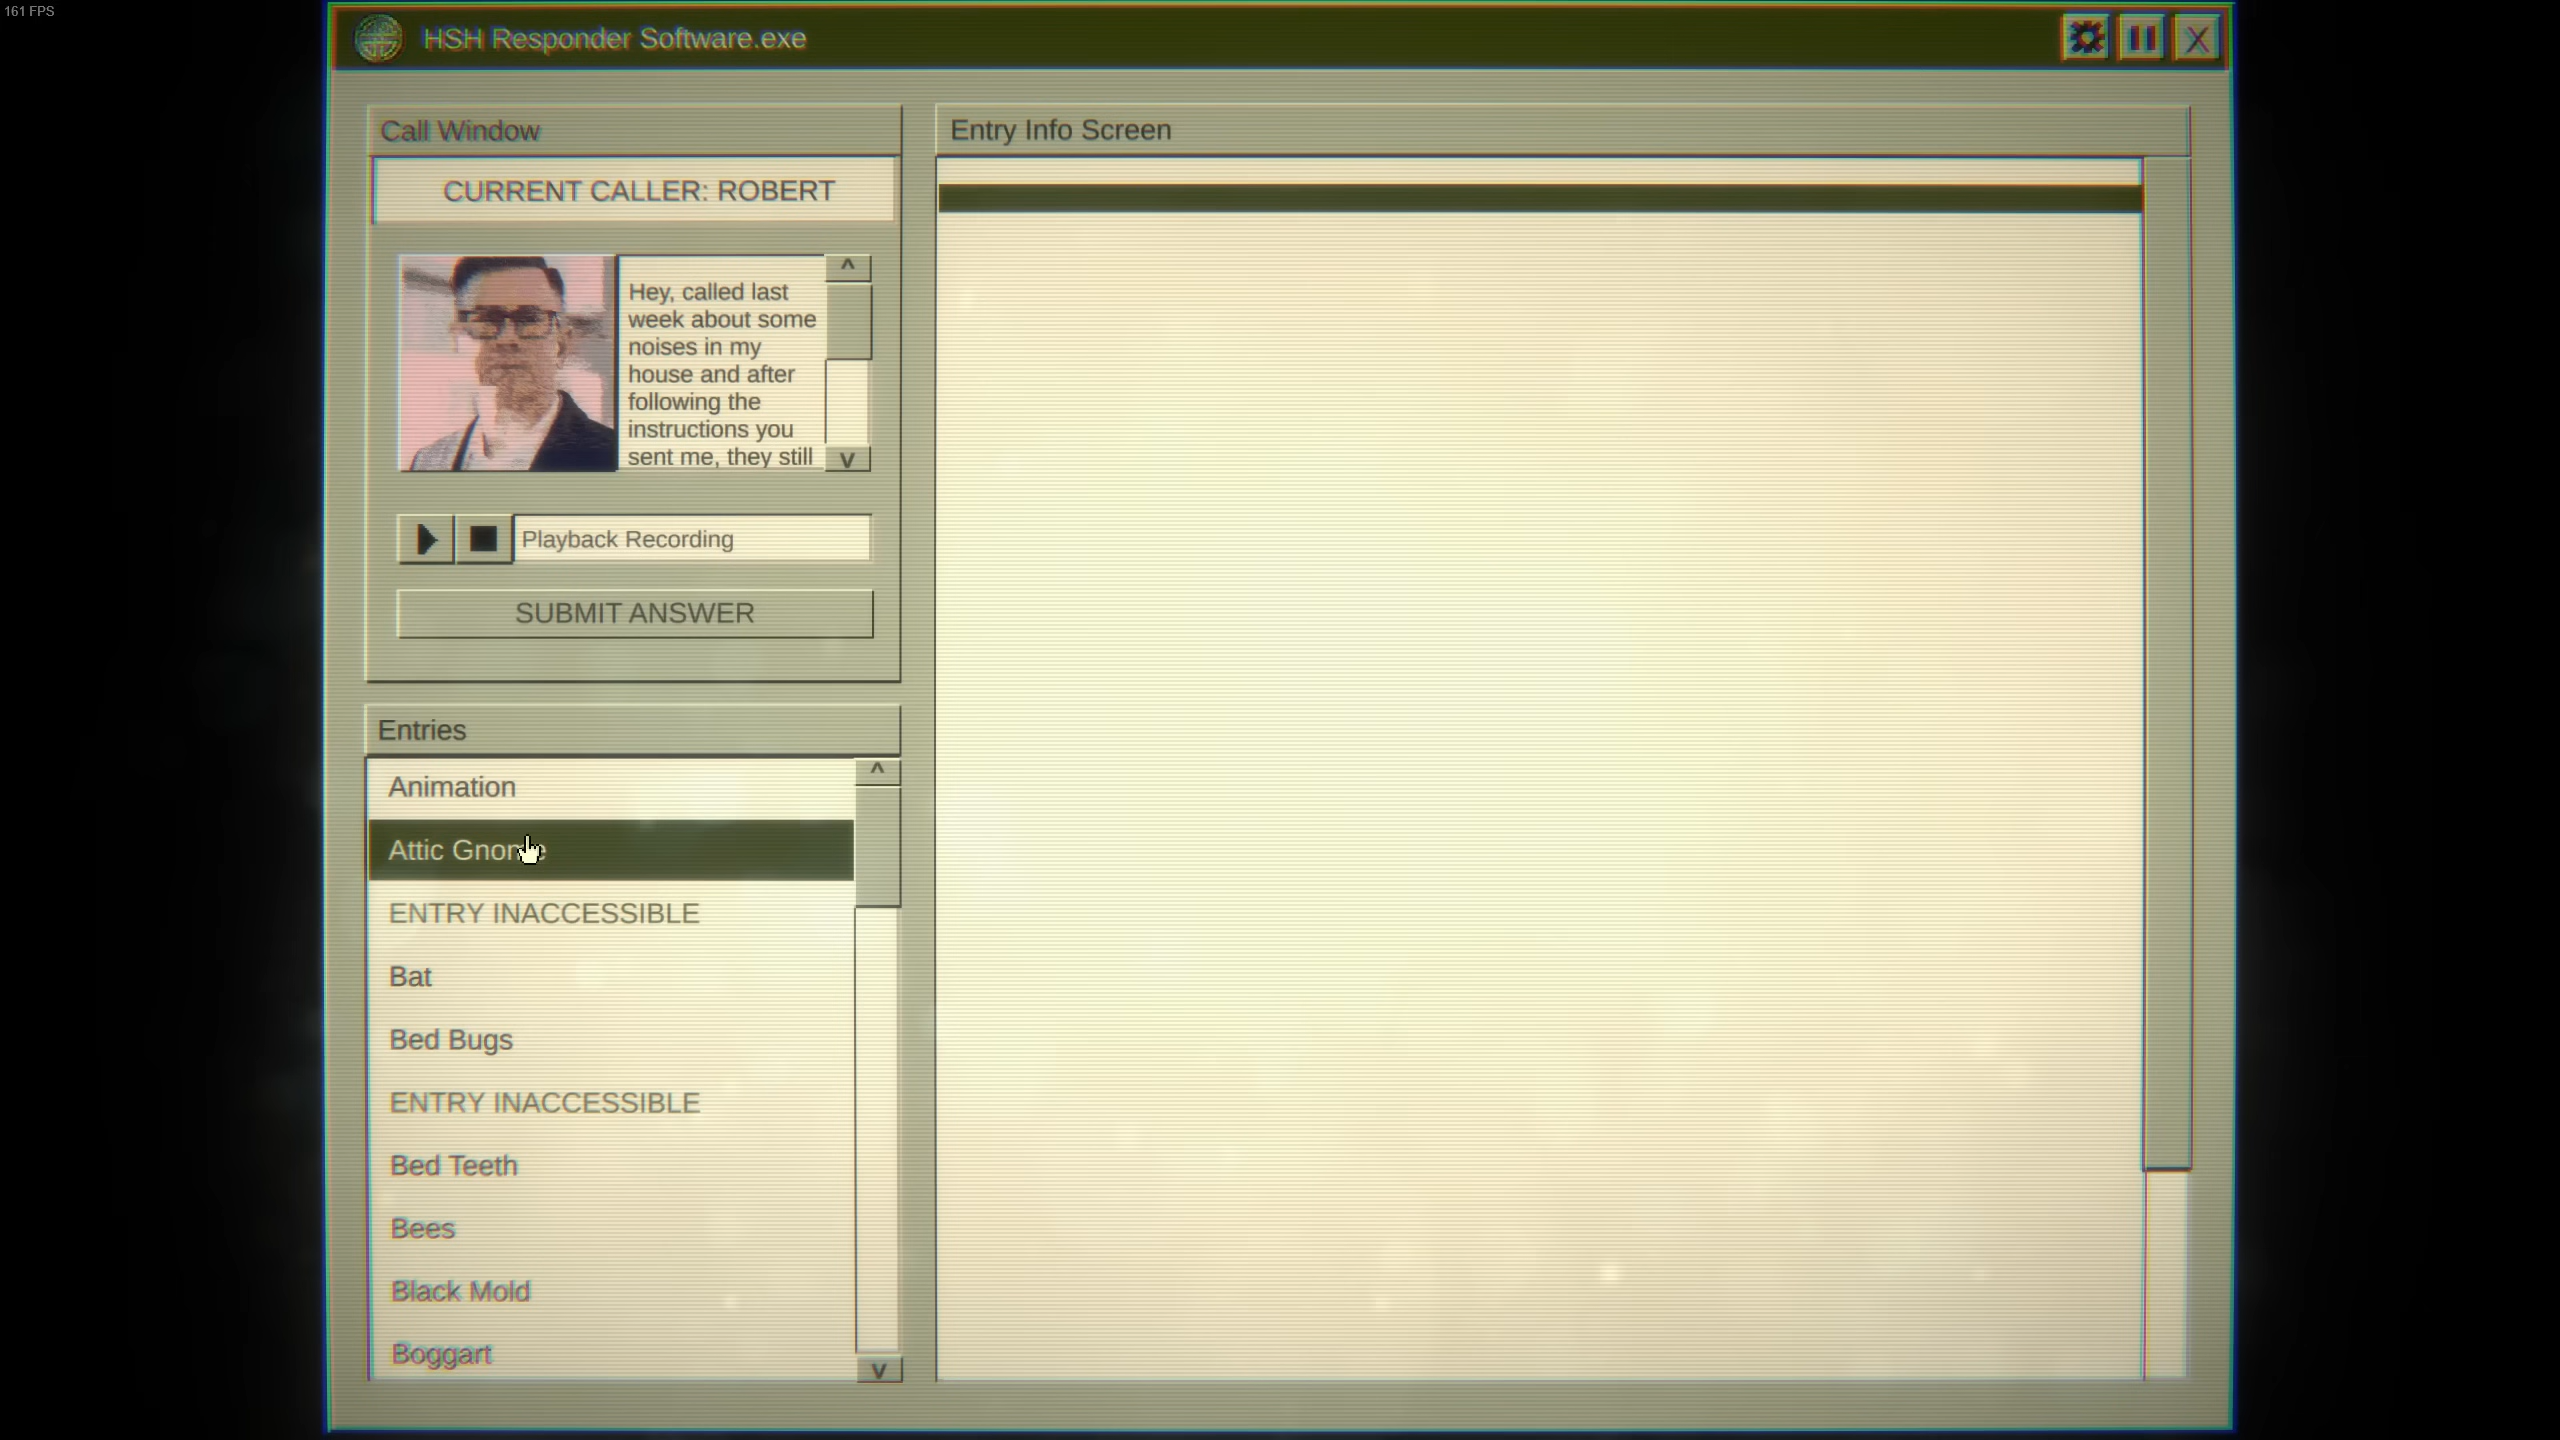 161 FPS
HSH Responder Software.exe
X
Call Window
CURRENT CALLER: ROBERT
Hey, called last
week about some
noises in my
house and after
following the
instructions you
sent me, they still
Playback Recording
SUBMIT ANSWER
Entries
Animation
Attic Gnome
ENTRY INACCESSIBLE
Bat
Bed Bugs
ENTRY INACCESSIBLE
Bed Teeth
Bees
Black Mold
Boggart
Entry Info Screen